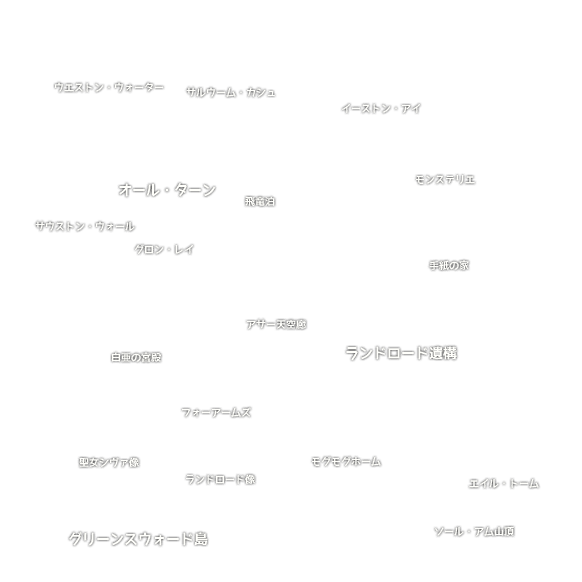 ウエストン・ウォーター
サルウーム・カシュ
イーストン・アイ
モンステリエ
オール・ターン
飛竜泊
サウストン・ウォール
グロン・レイ
手紙の家
アサー天空廊
ランドロード遺構
白亜の宮殿
フォーアームズ
聖女シヴァ像
モグモグホーム
ランドロード像
エイル・トーム
ソール・アム山頂
グリーンスウォード島